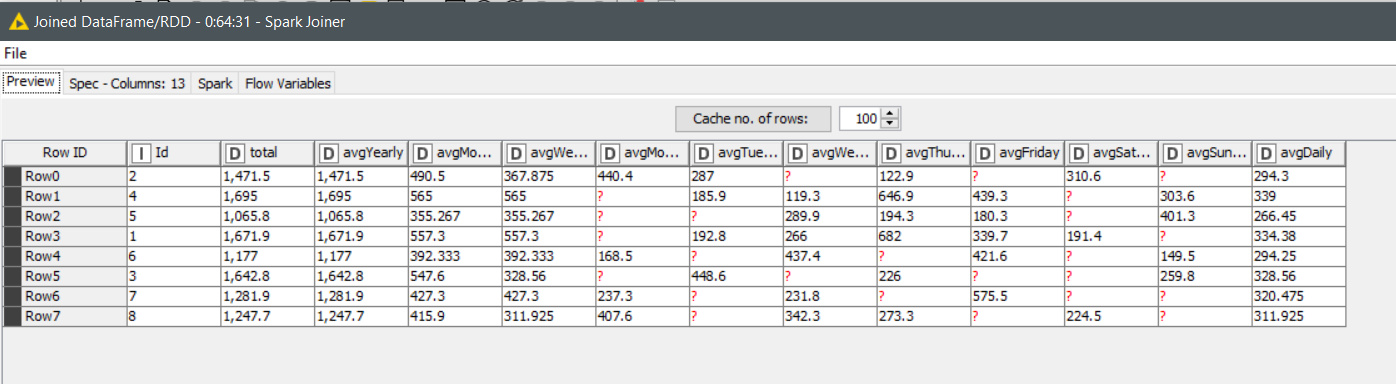 Joined DataFrame/RDD - 0:64:31 - Spark Joiner
File
Preview Spec - Columns: 13 Spark Flow Variables
Cache no. of rows: 100
Row ID I Id D total D avgYearly D avgMo... D avgWe... D avgMo... D avgTue... D avgWe... D avgThu... D avgFriday D avgSat... D avgSun... D avgDaily
Row0 2 1,471.5 1,471.5 490.5 367.875 440.4 287 ? 122.9 ? 310.6 ? 294.3
Row1 4 1,695 1,695 565 565 ? 185.9 119.3 646.9 439.3 ? 303.6 339
Row2 5 1,065.8 1,065.8 355.267 355.267 ? ? 289.9 194.3 180.3 ? 401.3 266.45
Row3 1 1,671.9 1,671.9 557.3 557.3 ? 192.8 266 682 339.7 191.4 ? 334.38
Row4 6 1,177 1,177 392.333 392.333 168.5 ? 437.4 ? 421.6 ? 149.5 294.25
Row5 3 1,642.8 1,642.8 547.6 328.56 ? 448.6 ? 226 ? ? 259.8 328.56
Row6 7 1,281.9 1,281.9 427.3 427.3 237.3 ? 231.8 ? 575.5 ? ? 320.475
Row7 8 1,247.7 1,247.7 415.9 311.925 407.6 ? 342.3 273.3 ? 224.5 ? 311.925